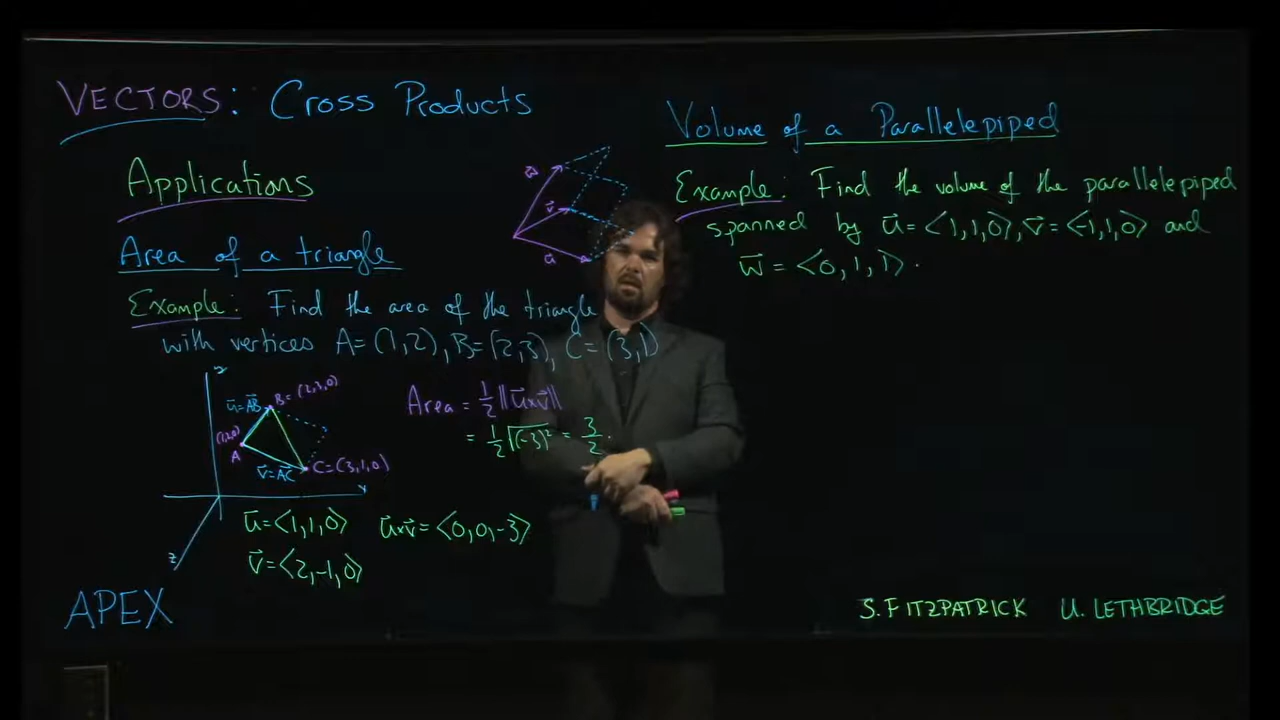 VECTORS: Cross Products
Applications
Area of a triangle
Example: Find the area of the triangle
with vertices A=(1,2), B=(2,3), C=(3,1)
y
u⃗=AB⃗
B=(2,3,0)
(1,2,0)
A
v⃗=AC⃗
C=(3,1,0)
x
z
Area = 1/2 ‖u⃗×v⃗‖
= 1/2 √(-3)² = 3/2.
u⃗=⟨1,1,0⟩ u⃗×v⃗=⟨0,0,-3⟩
v⃗=⟨2,-1,0⟩
APEX
w⃗
v⃗
u⃗
Volume of a Parallelepiped
Example: Find the volume of the parallelepiped
spanned by u⃗=⟨1,1,0⟩, v⃗=⟨-1,1,0⟩ and
w⃗=⟨0,1,1⟩.
S.FITZPATRICK U. LETHBRIDGE